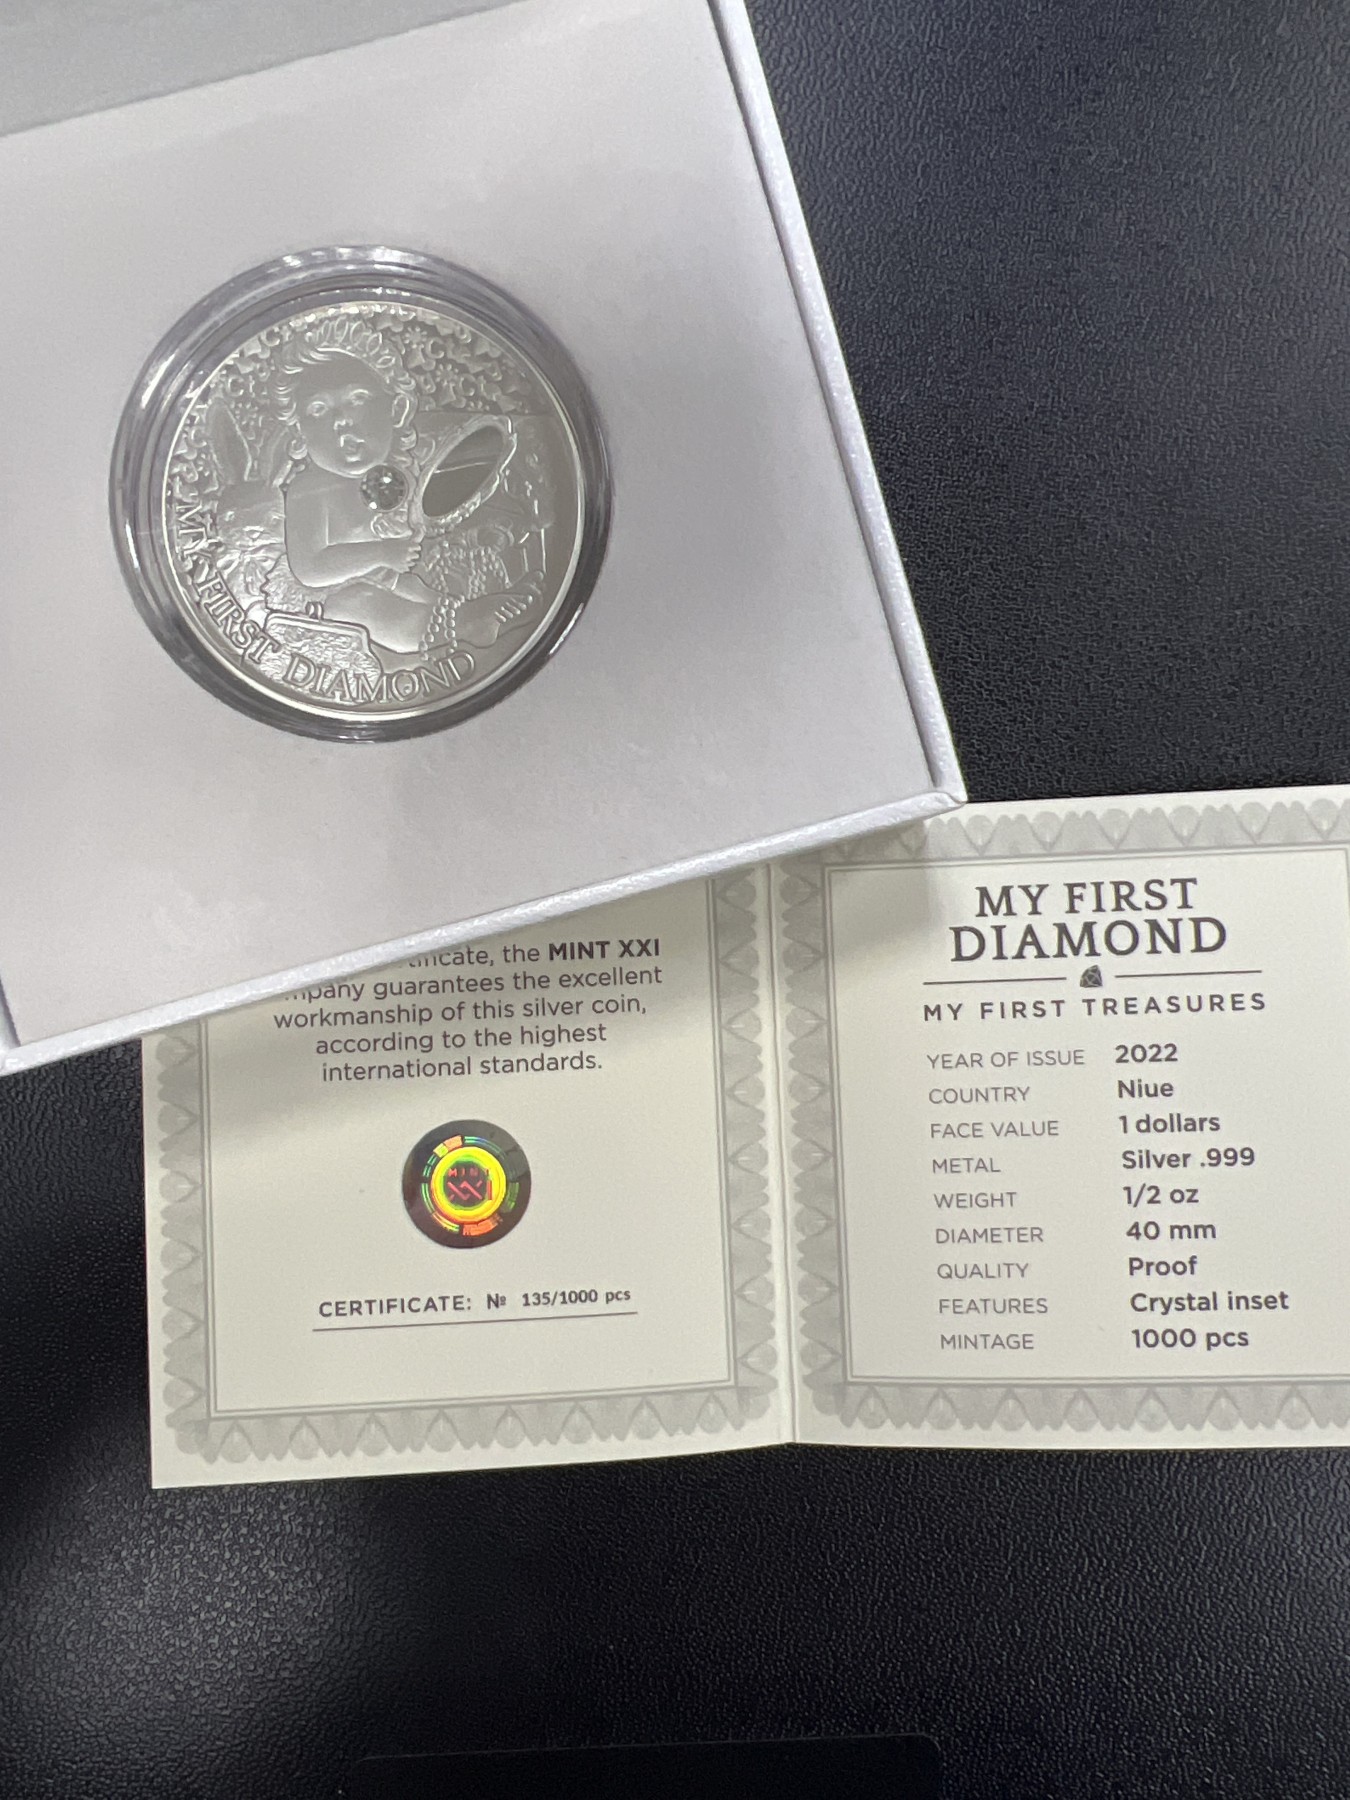 MY FIRST DIAMOND
the MINT XXI
guarantees the excellent
workmanship of this silver coin,
according to the highest
international standards.
MINT
XXI
CERTIFICATE: № 135/1000 pcs
MY FIRST
DIAMOND
MY FIRST TREASURES
YEAR OF ISSUE 2022
COUNTRY Niue
FACE VALUE 1 dollars
METAL Silver .999
WEIGHT 1/2 oz
DIAMETER 40 mm
QUALITY Proof
FEATURES Crystal inset
MINTAGE 1000 pcs